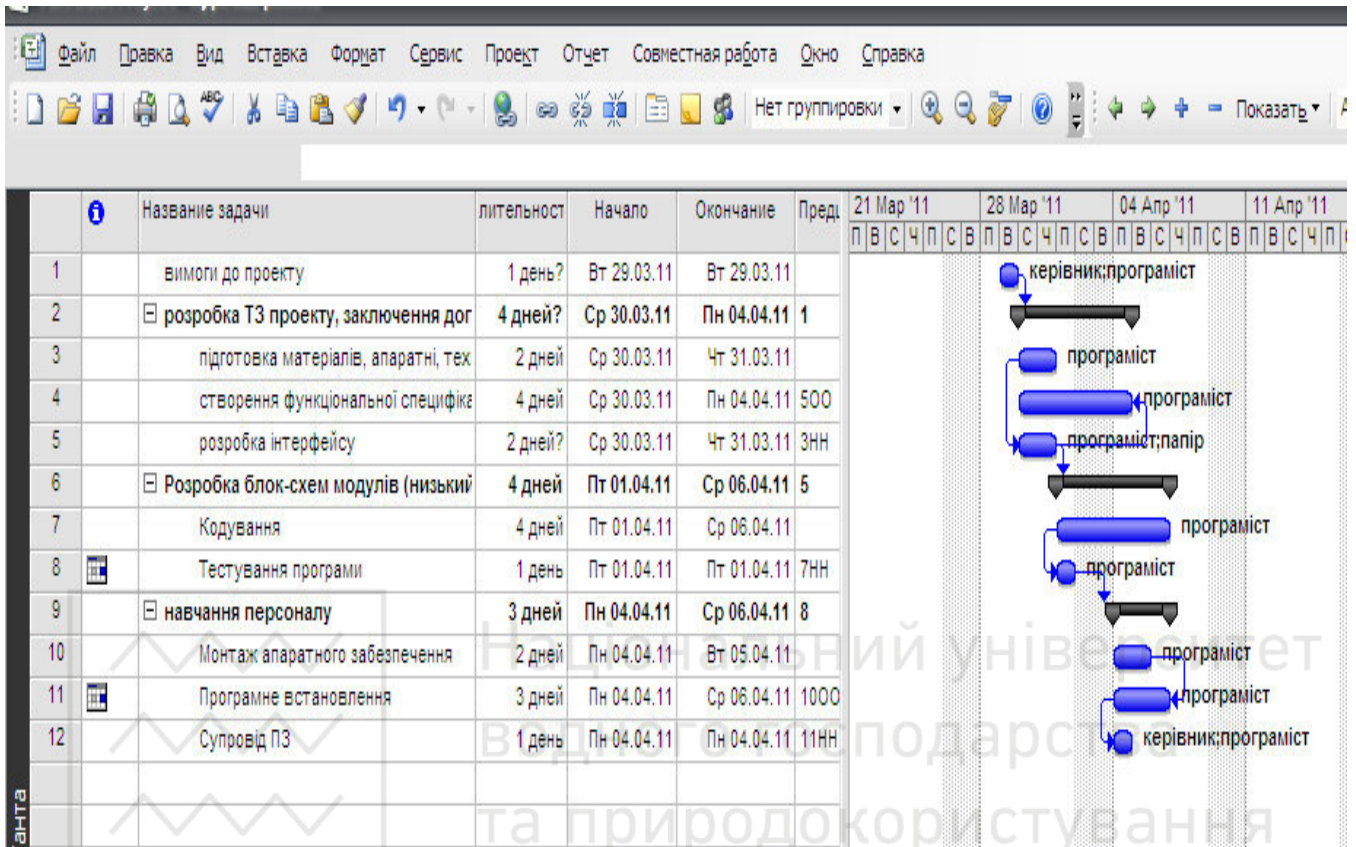 Файл Правка Вид Вставка Формат Сервис Проект Отчет Совместная работа Окно Справка
ABC Нет группировки Показать
Название задачи лительност Начало Окончание Предш 21 Мар '11 28 Мар '11 04 Апр '11 11 Апр '11
П В С Ч П С В П В С Ч П С В П В С Ч П С В П В С Ч П
1 вимоги до проекту 1 день? Вт 29.03.11 Вт 29.03.11 керівник;програміст
2 розробка ТЗ проекту, заключення дог 4 дней? Ср 30.03.11 Пн 04.04.11 1
3 підготовка матеріалів, апаратні, тех 2 дней Ср 30.03.11 Чт 31.03.11 програміст
4 створення функціональної специфіка 4 дней Ср 30.03.11 Пн 04.04.11 5ОО програміст
5 розробка інтерфейсу 2 дней? Ср 30.03.11 Чт 31.03.11 3НН програміст;папір
6 Розробка блок-схем модулів (низький 4 дней Пт 01.04.11 Ср 06.04.11 5
7 Кодування 4 дней Пт 01.04.11 Ср 06.04.11 програміст
8 Тестування програми 1 день Пт 01.04.11 Пт 01.04.11 7НН програміст
9 навчання персоналу 3 дней Пн 04.04.11 Ср 06.04.11 8
10 Монтаж апаратного забезпечення 2 дней Пн 04.04.11 Вт 05.04.11 програміст
11 Програмне встановлення 3 дней Пн 04.04.11 Ср 06.04.11 10ОО програміст
12 Супровід ПЗ 1 день Пн 04.04.11 Пн 04.04.11 11НН керівник;програміст
Національний університет
водного господарства
та природокористування
анта